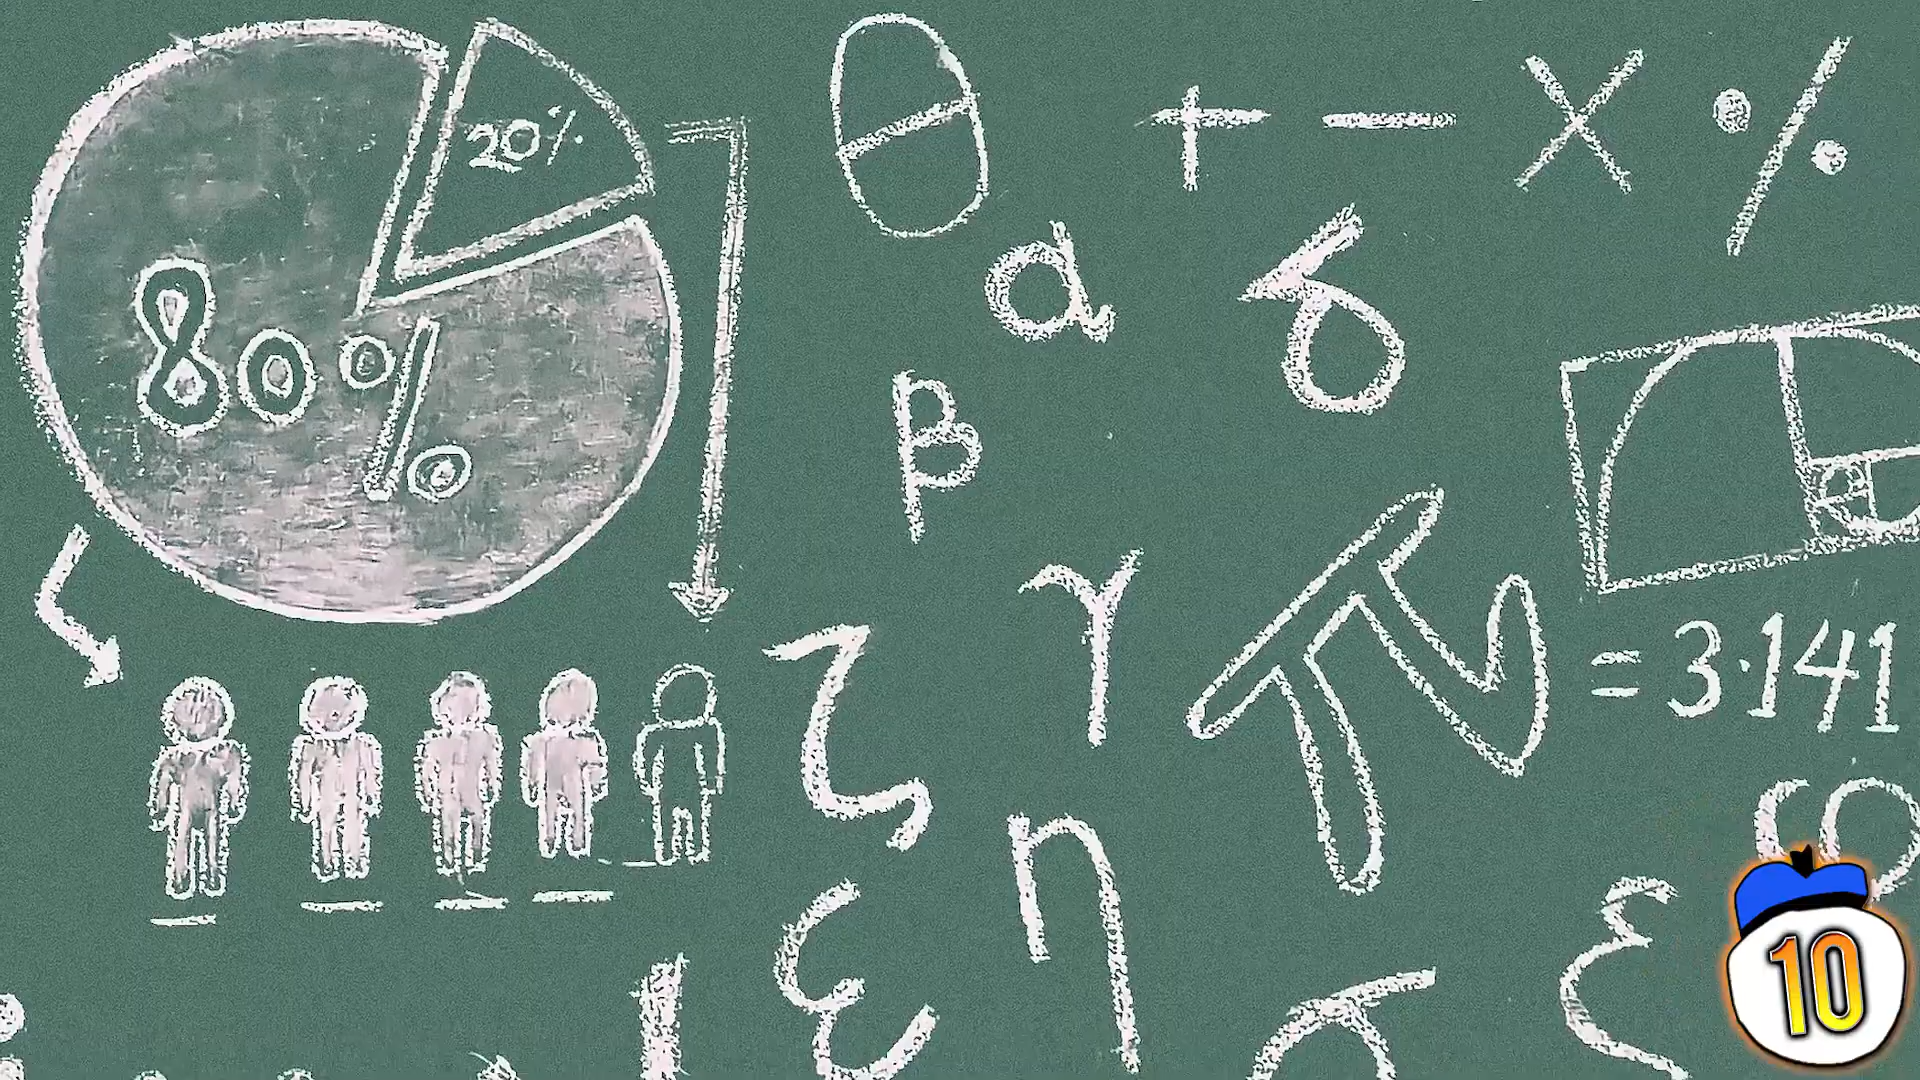 20%
80%
θ + − × %
α δ
β
γ
π = 3·141
ζ
η
ε
ξ
σ
10